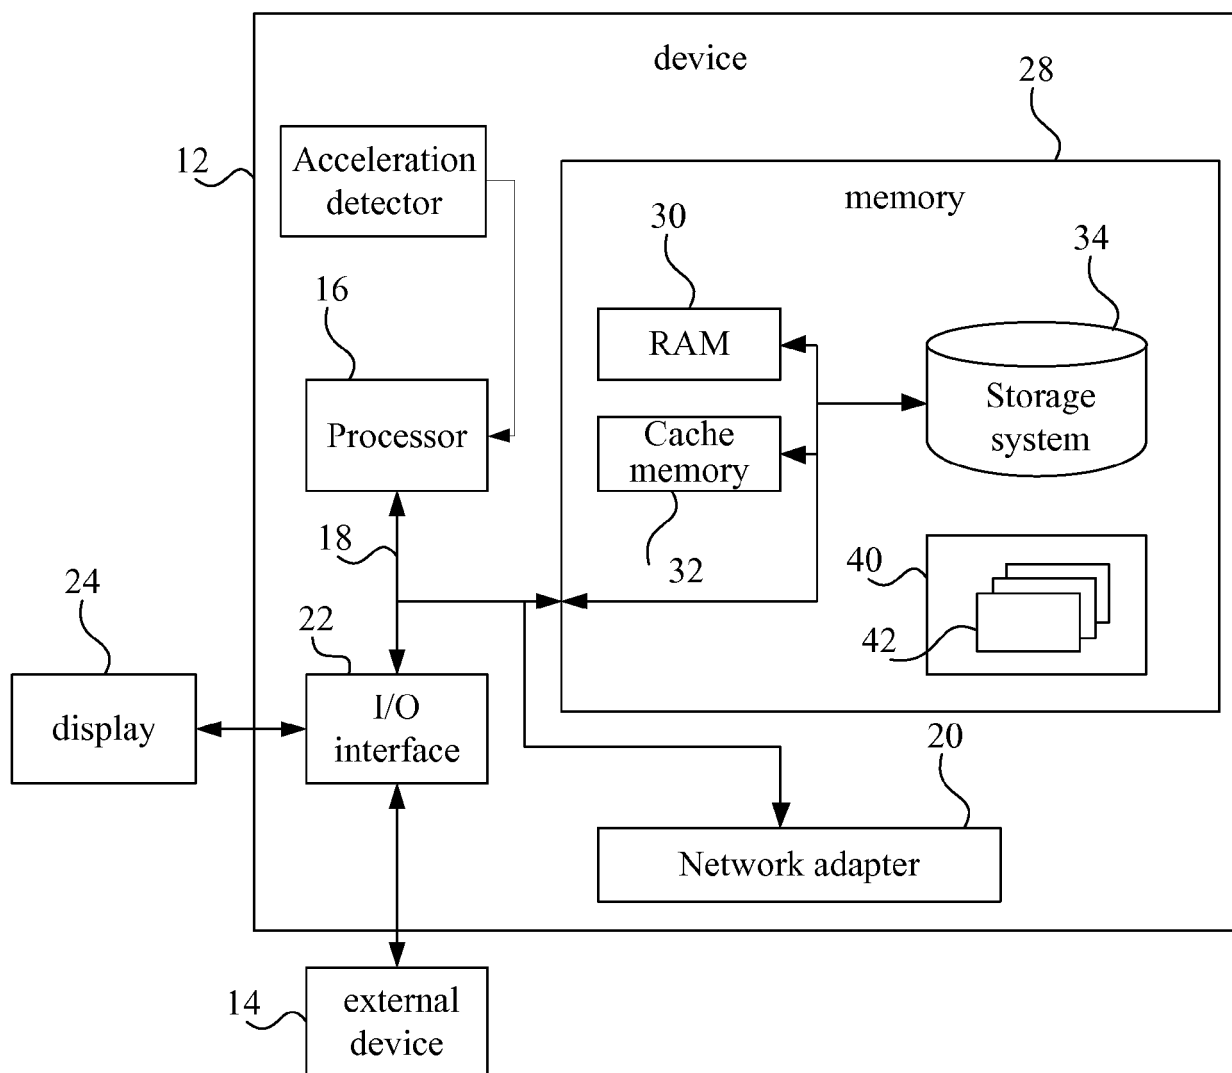 device
28
12
Acceleration
detector
memory
30
34
16
RAM
Storage
system
Processor
Cache
memory
18
32
40
24
22
42
display
I/O
interface
20
Network adapter
14
external
device